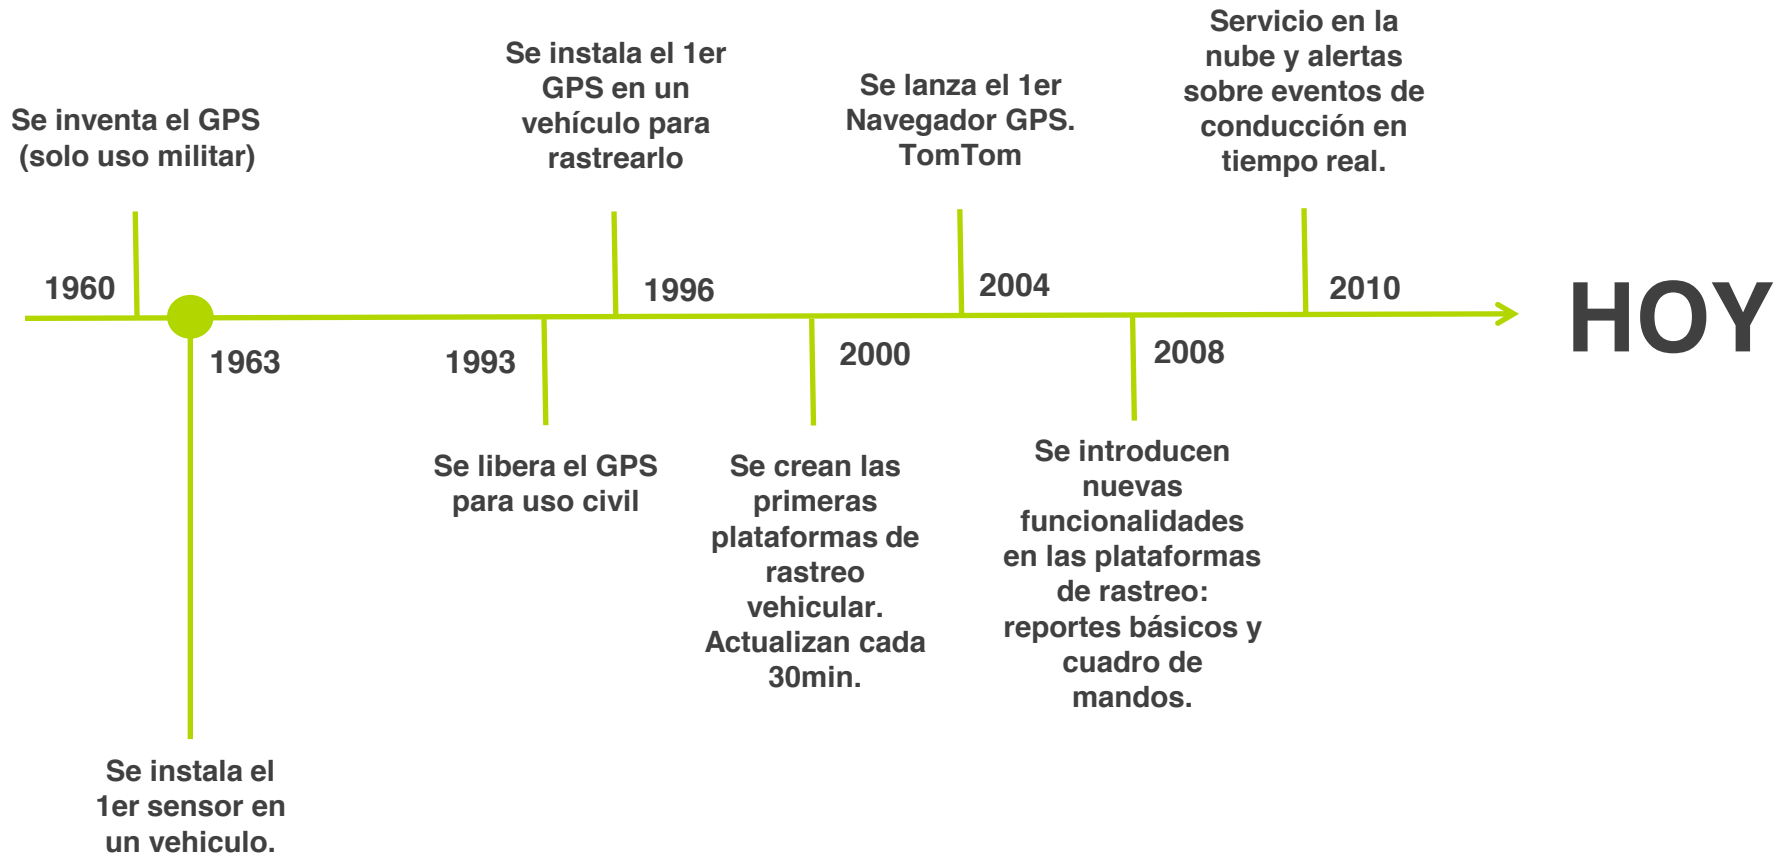 Se inventa el GPS
(solo uso militar)
1960
Se instala el
1er sensor en
un vehiculo.
1963
Se libera el GPS
para uso civil
1993
Se instala el 1er
GPS en un
vehículo para
rastrearlo
1996
Se crean las
primeras
plataformas de
rastreo
vehicular.
Actualizan cada
30min.
2000
Se lanza el 1er
Navegador GPS.
TomTom
2004
Se introducen
nuevas
funcionalidades
en las plataformas
de rastreo:
reportes básicos y
cuadro de
mandos.
2008
Servicio en la
nube y alertas
sobre eventos de
conducción en
tiempo real.
2010
HOY